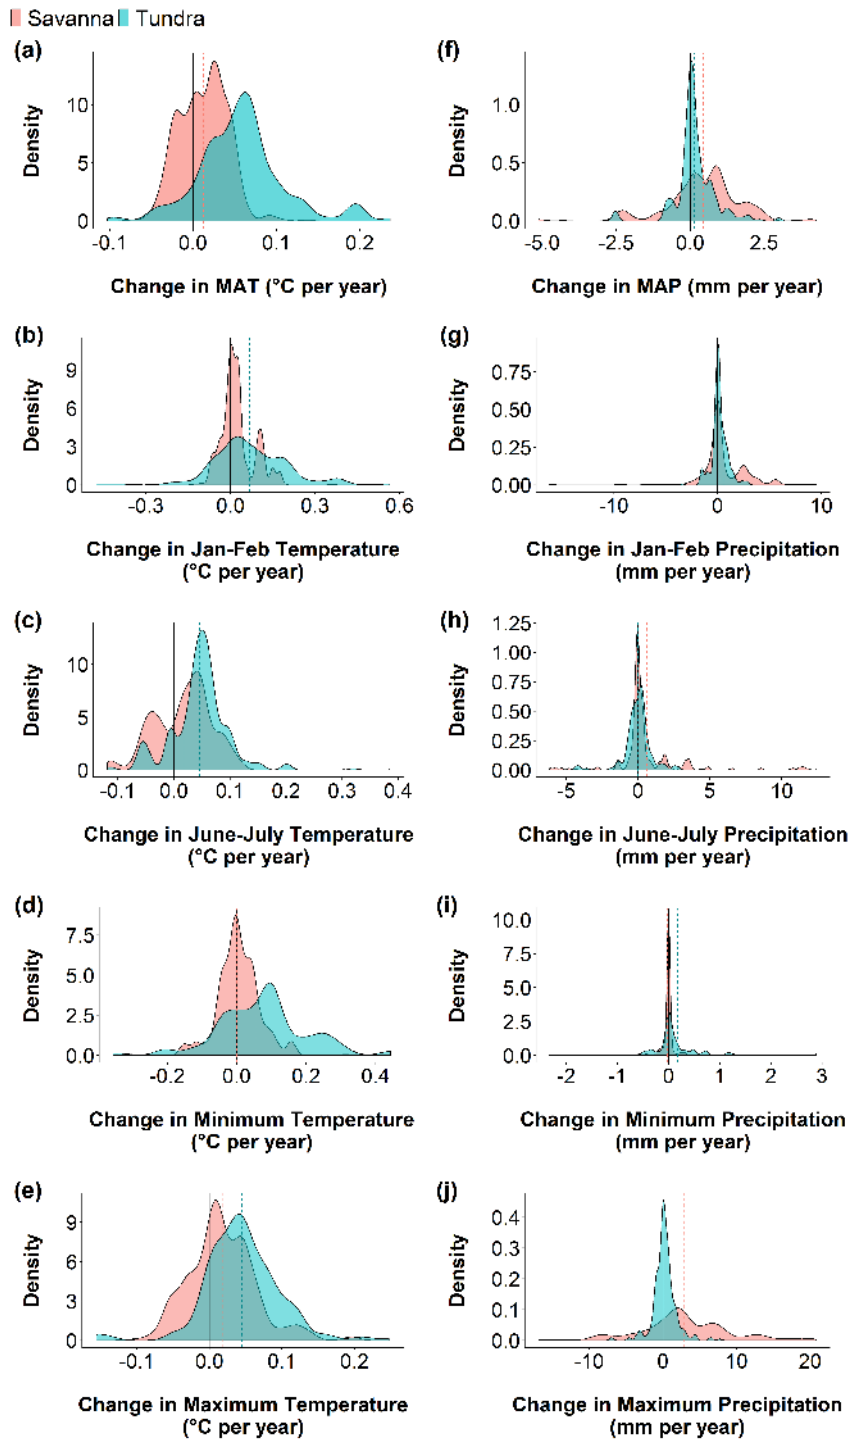 Savanna Tundra
(a)
Density
10
5
0
-0.1 0.0 0.1 0.2
Change in MAT (°C per year)
(f)
Density
1.0
0.5
0.0
-5.0 -2.5 0.0 2.5
Change in MAP (mm per year)
(b)
Density
9
6
3
0
-0.3 0.0 0.3 0.6
Change in Jan-Feb Temperature
(°C per year)
(g)
Density
0.75
0.50
0.25
0.00
-10 0 10
Change in Jan-Feb Precipitation
(mm per year)
(c)
Density
10
5
0
-0.1 0.0 0.1 0.2 0.3 0.4
Change in June-July Temperature
(°C per year)
(h)
Density
1.25
1.00
0.75
0.50
0.25
0.00
-5 0 5 10
Change in June-July Precipitation
(mm per year)
(d)
Density
7.5
5.0
2.5
0.0
-0.2 0.0 0.2 0.4
Change in Minimum Temperature
(°C per year)
(i)
Density
10.0
7.5
5.0
2.5
0.0
-2 -1 0 1 2 3
Change in Minimum Precipitation
(mm per year)
(e)
Density
9
6
3
0
-0.1 0.0 0.1 0.2
Change in Maximum Temperature
(°C per year)
(j)
Density
0.4
0.3
0.2
0.1
0.0
-10 0 10 20
Change in Maximum Precipitation
(mm per year)